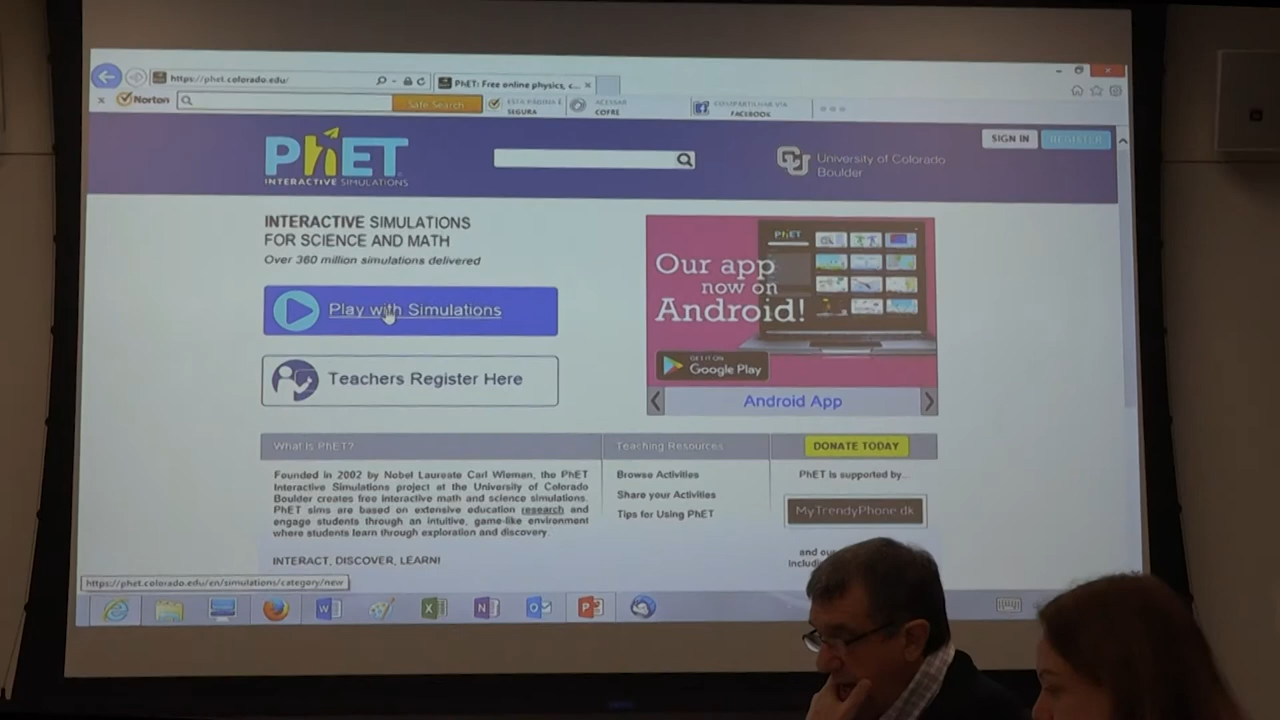 https://phet.colorado.edu/
PhET: Free online physics, c...
Norton
Safe Search
ESTA PÁGINA É
SEGURA
ACESSAR
COFRE
COMPARTILHAR VIA
FACEBOOK
PhET
INTERACTIVE SIMULATIONS
University of Colorado
Boulder
SIGN IN
REGISTER
INTERACTIVE SIMULATIONS
FOR SCIENCE AND MATH
Over 360 million simulations delivered
Play with Simulations
Teachers Register Here
PhET
Our app
now on
Android!
GET IT ON
Google Play
Android App
What is PhET?
Founded in 2002 by Nobel Laureate Carl Wieman, the PhET
Interactive Simulations project at the University of Colorado
Boulder creates free interactive math and science simulations.
PhET sims are based on extensive education research and
engage students through an intuitive, game-like environment
where students learn through exploration and discovery.
INTERACT, DISCOVER, LEARN!
Teaching Resources
Browse Activities
Share your Activities
Tips for Using PhET
DONATE TODAY
PhET is supported by...
MyTrendyPhone.dk
and ou
Includi
https://phet.colorado.edu/en/simulations/category/new